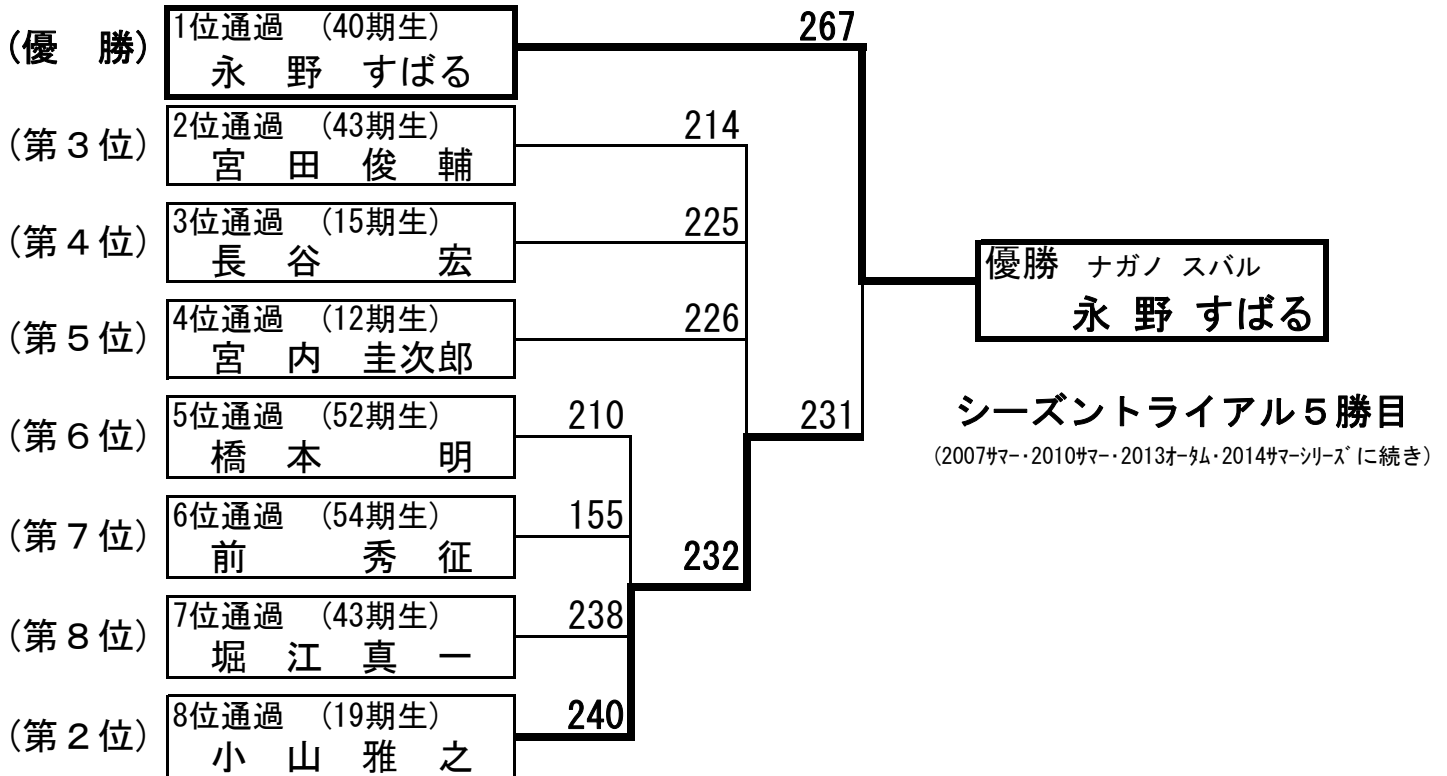 (優　勝)
1位通過　(40期生)
永　野　すばる
267
(第３位)
2位通過　(43期生)
宮　田　俊　輔
214
(第４位)
3位通過　(15期生)
長　谷　　　宏
225
(第５位)
4位通過　(12期生)
宮　内　圭次郎
226
(第６位)
5位通過　(52期生)
橋　本　　　明
210
(第７位)
6位通過　(54期生)
前　　　秀　征
155
(第８位)
7位通過　(43期生)
堀　江　真　一
238
(第２位)
8位通過　(19期生)
小　山　雅　之
240
232
231
優勝　ナガノ スバル
永 野 すばる
シーズントライアル５勝目
(2007ｻﾏｰ･2010ｻﾏｰ･2013ｵｰﾀﾑ･2014ｻﾏｰｼﾘｰｽﾞに続き)